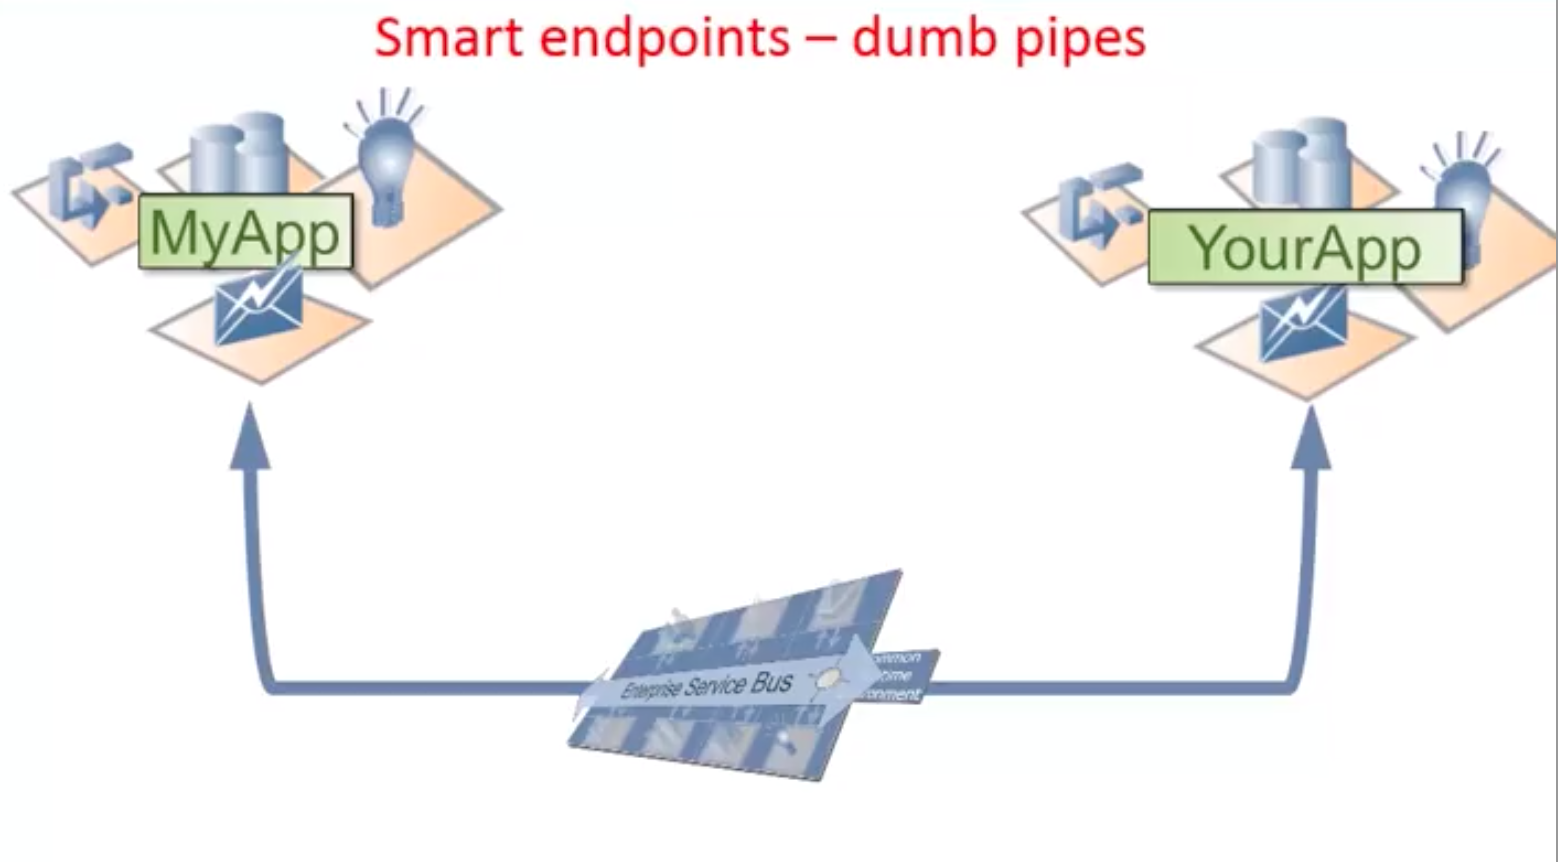 Smart endpoints – dumb pipes
MyApp
YourApp
Enterprise Service Bus